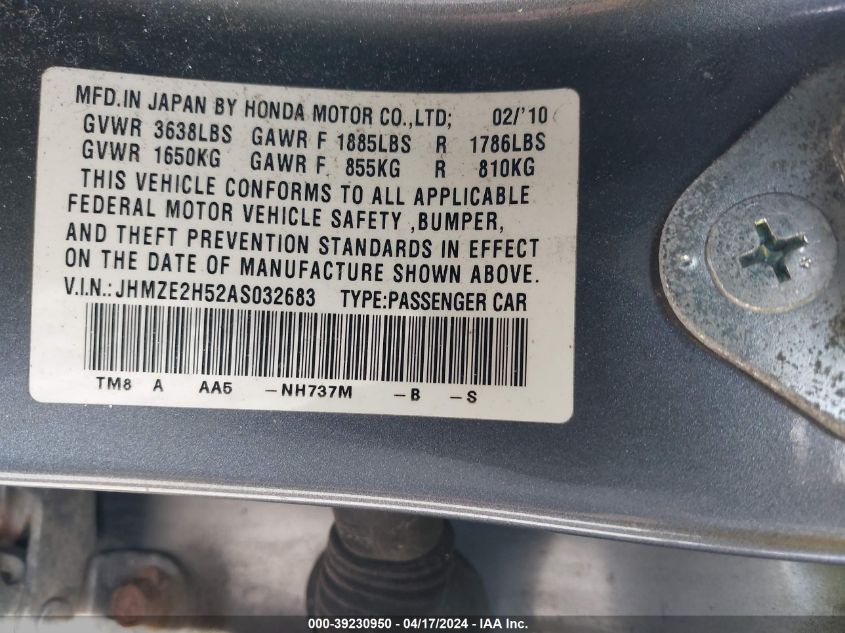 MFD.IN JAPAN BY HONDA MOTOR CO.,LTD; 02/'10
GVWR 3638LBS GAWR F 1885LBS R 1786LBS
GVWR 1650KG GAWR F 855KG R 810KG
THIS VEHICLE CONFORMS TO ALL APPLICABLE
FEDERAL MOTOR VEHICLE SAFETY ,BUMPER,
AND THEFT PREVENTION STANDARDS IN EFFECT
ON THE DATE OF MANUFACTURE SHOWN ABOVE.
V.I.N.:JHMZE2H52AS032683 TYPE:PASSENGER CAR
TM8 A AA5 -NH737M -B -S
000-39230950 - 04/17/2024 - IAA Inc.